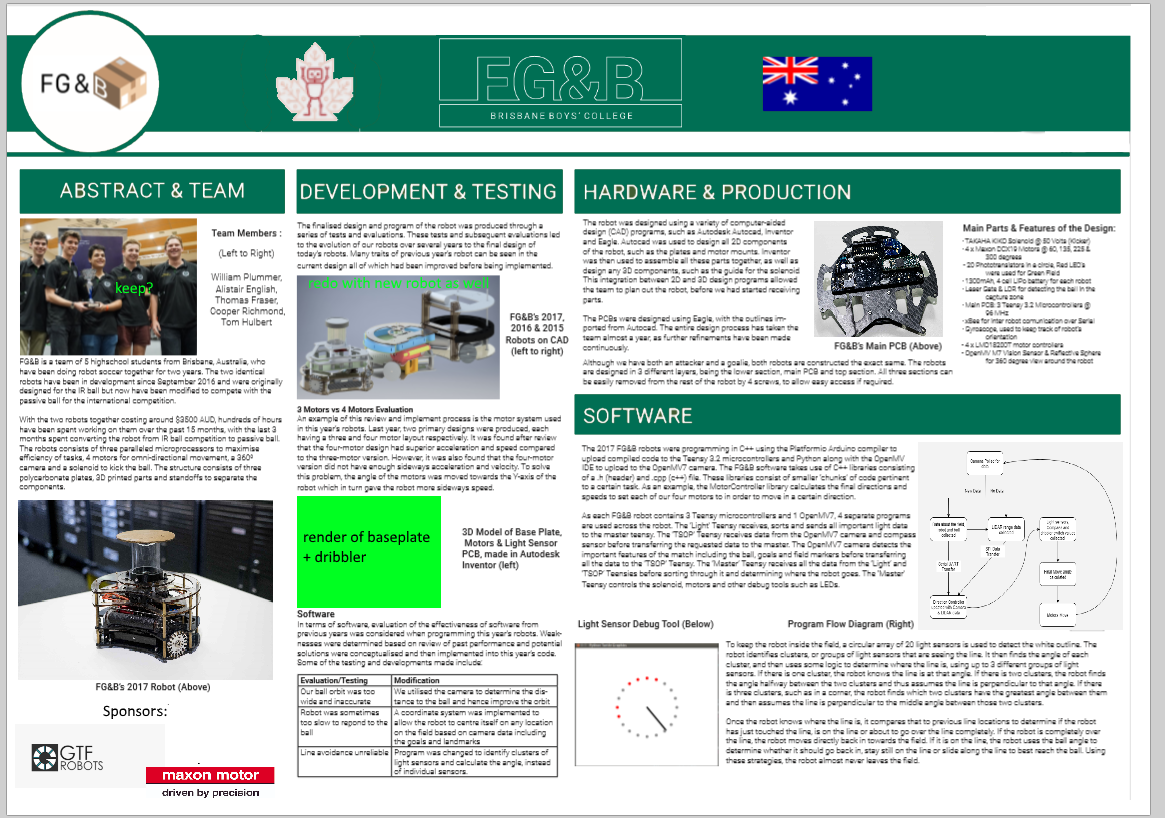 FG&B
FG&B
BRISBANE BOYS' COLLEGE
ABSTRACT & TEAM
keep?
Team Members :
(Left to Right)
William Plummer,
Alistair English,
Thomas Fraser,
Cooper Richmond,
Tom Hulbert
FG&B is a team of 5 highschool students from Brisbane, Australia, who
have been doing robot soccer together for two years. The two identical
robots have been in development since September 2016 and were originally
designed for the IR ball but now have been modified to compete with the
passive ball for the international competition.
With the two robots together costing around $3500 AUD, hundreds of hours
have been spent working on them over the past 15 months, with the last 3
months spent converting the robot from IR ball competition to passive ball.
The robots consists of three paralleled microprocessors to maximise
efficiency of tasks, 4 motors for omni-directional movement, a 360º
camera and a solenoid to kick the ball. The structure consists of three
polycarbonate plates, 3D printed parts and standoffs to separate the
components.
FG&B's 2017 Robot (Above)
Sponsors:
GTF
ROBOTS
maxon motor
driven by precision
DEVELOPMENT & TESTING
The finalised design and program of the robot was produced through a
series of tests and evaluations. These tests and subsequent evaluations led
to the evolution of our robots over several years to the final design of
today's robots. Many traits of previous year's robot can be seen in the
current design all of which had been improved before being implemented.
redo with new robot as well
FG&B's 2017,
2016 & 2015
Robots on CAD
(left to right)
3 Motors vs 4 Motors Evaluation
An example of this review and implement process is the motor system used
in this year's robots. Last year, two primary designs were produced, each
having a three and four motor layout respectively. It was found after review
that the four-motor design had superior acceleration and speed compared
to the three-motor version. However, it was also found that the four-motor
version did not have enough sideways acceleration and velocity. To solve
this problem, the angle of the motors was moved towards the Y-axis of the
robot which in turn gave the robot more sideways speed.
render of baseplate
+ dribbler
3D Model of Base Plate,
Motors & Light Sensor
PCB, made in Autodesk
Inventor (left)
Software
In terms of software, evaluation of the effectiveness of software from
previous years was considered when programming this year's robots. Weak-
nesses were determined based on review of past performance and potential
solutions were conceptualised and then implemented into this year's code.
Some of the testing and developments made include:
Evaluation/Testing Modification
Our ball orbit was too We utilised the camera to determine the dis-
wide and inaccurate tance to the ball and hence improve the orbit
Robot was sometimes A coordinate system was implemented to
too slow to repond to the allow the robot to centre itself on any location
ball on the field based on camera data including
the goals and landmarks
Line avoidance unreliable Program was changed to identify clusters of
light sensors and calculate the angle, instead
of individual sensors.
HARDWARE & PRODUCTION
The robot was designed using a variety of computer-aided
design (CAD) programs, such as Autodesk Autocad, Inventor
and Eagle. Autocad was used to design all 2D components
of the robot, such as the plates and motor mounts. Inventor
was then used to assemble all these parts together, as well as
design any 3D components, such as the guide for the solenoid
This integration between 2D and 3D design programs allowed
the team to plan out the robot, before we had started receiving
parts.
The PCBs were designed using Eagle, with the outlines im-
ported from Autocad. The entire design process has taken the
team almost a year, as further refinements have been made
continuously.
FG&B's Main PCB (Above)
Although we have both an attacker and a goalie, both robots are constructed the exact same. The robots
are designed in 3 different layers, being the lower section, main PCB and top section. All three sections can
be easily removed from the rest of the robot by 4 screws, to allow easy access if required.
Main Parts & Features of the Design:
- TAKAHA KIKO Solenoid @ 50 Volts (Kicker)
- 4 x Maxon DCX19 Motors @ 60, 135, 225 &
300 degrees
- 20 Phototransistors in a circle, Red LED's
were used for Green Field
- 1300mAh, 4 cell LiPo battery for each robot
- Laser Gate & LDR for detecting the ball in the
capture zone
- Main PCB: 3 Teensy 3.2 Microcontrollers @
96 MHz
- xBee for inter robot comunication over Serial
- Gyroscope, used to keep track of robot's
orientation
- 4 x LMD18200T motor controllers
- OpenMV M7 Vision Sensor & Reflective Sphere
for 360 degree view around the robot
SOFTWARE
The 2017 FG&B robots were programming in C++ using the Platformio Arduino compiler to
upload compiled code to the Teensy 3.2 microcontrollers and Python along with the OpenMV
IDE to upload to the OpenMV7 camera. The FG&B software takes use of C++ libraries consisting
of a .h (header) and .cpp (c++) file. These libraries consist of smaller 'chunks' of code pertinent
to a certain task. As an example, the MotorController library calculates the final directions and
speeds to set each of our four motors to in order to move in a certain direction.
As each FG&B robot contains 3 Teensy microcontrollers and 1 OpenMV7, 4 separate programs
are used across the robot. The 'Light' Teensy receives, sorts and sends all important light data
to the master teensy. The 'TSOP' Teensy receives data from the OpenMV camera and compass
sensor before transferring the requested data to the master. The OpenMV camera detects the
important features of the match including the ball, goals and field markers before transferring
all the data to the 'TSOP' Teensy. The 'Master' Teensy receives all the data from the 'Light' and
'TSOP' Teensies before sorting through it and determining where the robot goes. The 'Master'
Teensy controls the solenoid, motors and other debug tools such as LEDs.
New Data
No Data
SPI Data
Transfer
Transfer
Motors Move
Light Sensor Debug Tool (Below)
Program Flow Diagram (Right)
To keep the robot inside the field, a circular array of 20 light sensors is used to detect the white outline. The
robot identifies clusters, or groups of light sensors that are seeing the line. It then finds the angle of each
cluster, and then uses some logic to determine where the line is, using up to 3 different groups of light
sensors. If there is one cluster, the robot knows the line is at that angle. If there is two clusters, the robot finds
the angle halfway between the two clusters and thus assumes the line is perpendicular to that angle. If there
is three clusters, such as in a corner, the robot finds which two clusters have the greatest angle between them
and then assumes the line is perpendicular to the middle angle between those two clusters.
Once the robot knows where the line is, it compares that to previous line locations to determine if the robot
has just touched the line, is on the line or about to go over the line completely. If the robot is completely over
the line, the robot moves directly back in towards the field. If it is on the line, the robot uses the ball angle to
determine whether it should go back in, stay still on the line or slide along the line to best reach the ball. Using
these strategies, the robot almost never leaves the field.